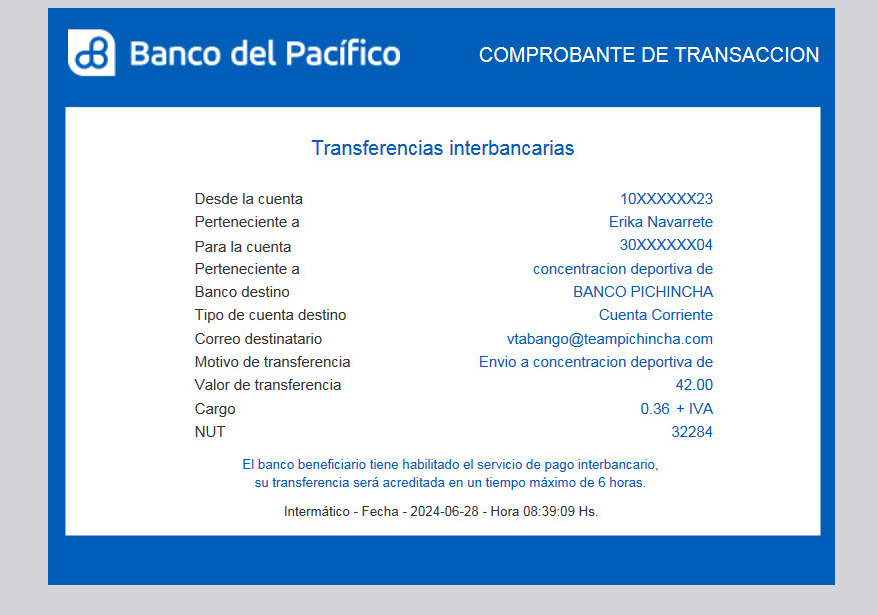 Banco del Pacífico
COMPROBANTE DE TRANSACCION
Transferencias interbancarias
Desde la cuenta 10XXXXXX23
Perteneciente a Erika Navarrete
Para la cuenta 30XXXXXX04
Perteneciente a concentracion deportiva de
Banco destino BANCO PICHINCHA
Tipo de cuenta destino Cuenta Corriente
Correo destinatario vtabango@teampichincha.com
Motivo de transferencia Envio a concentracion deportiva de
Valor de transferencia 42.00
Cargo 0.36 + IVA
NUT 32284
El banco beneficiario tiene habilitado el servicio de pago interbancario,
su transferencia será acreditada en un tiempo máximo de 6 horas.
Intermático - Fecha - 2024-06-28 - Hora 08:39:09 Hs.